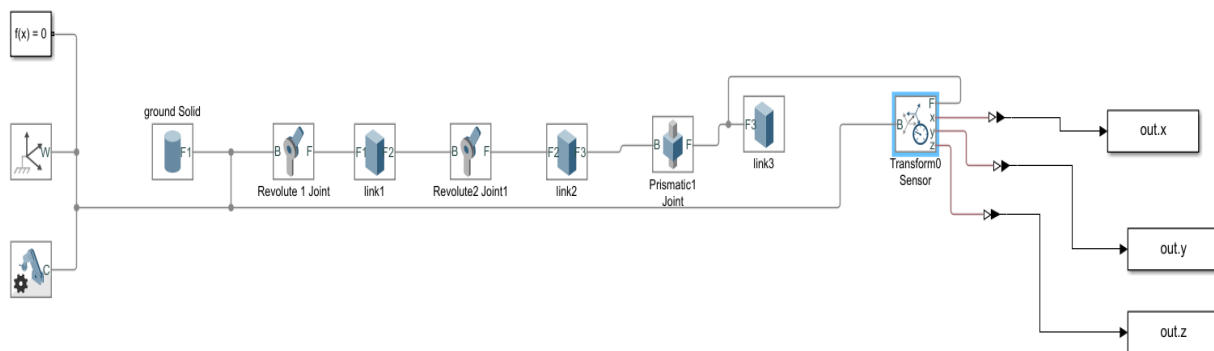 f(x) = 0
W
C
ground Solid
F1
B F
Revolute 1 Joint
F1 F2
link1
B F
Revolute2 Joint1
F2 F3
link2
B F
Prismatic1
Joint
F3
link3
B
F
x
y
z
Transform0
Sensor
out.x
out.y
out.z